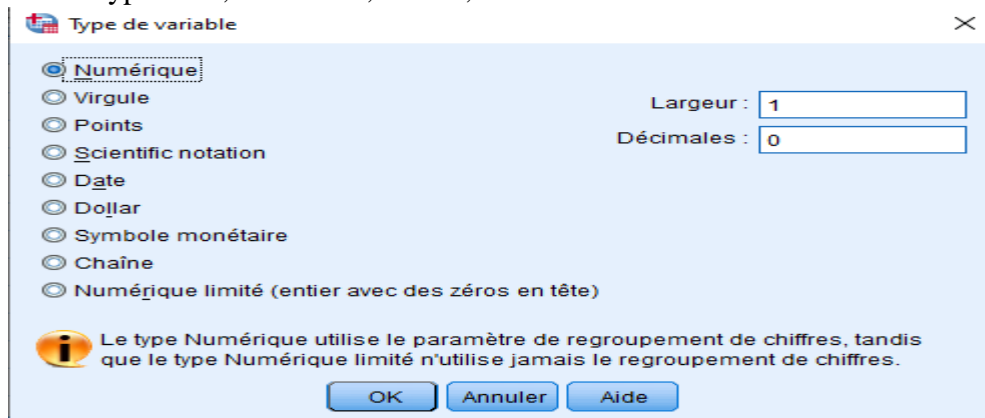 Type de variable
Numérique
Virgule
Points
Scientific notation
Date
Dollar
Symbole monétaire
Chaîne
Numérique limité (entier avec des zéros en tête)
Largeur : 1
Décimales : 0
Le type Numérique utilise le paramètre de regroupement de chiffres, tandis
que le type Numérique limité n'utilise jamais le regroupement de chiffres.
OK Annuler Aide